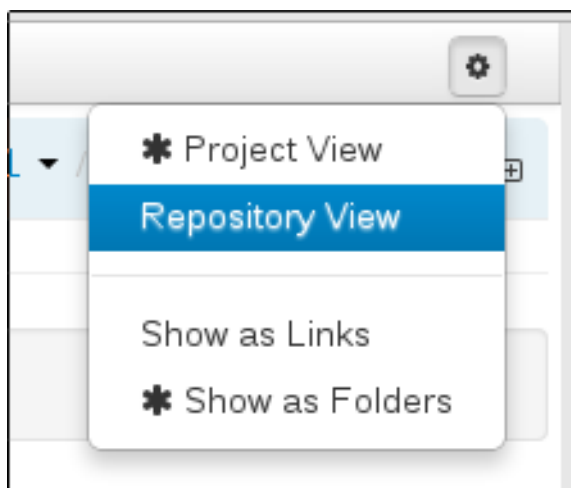 ✱ Project View
Repository View
Show as Links
✱ Show as Folders